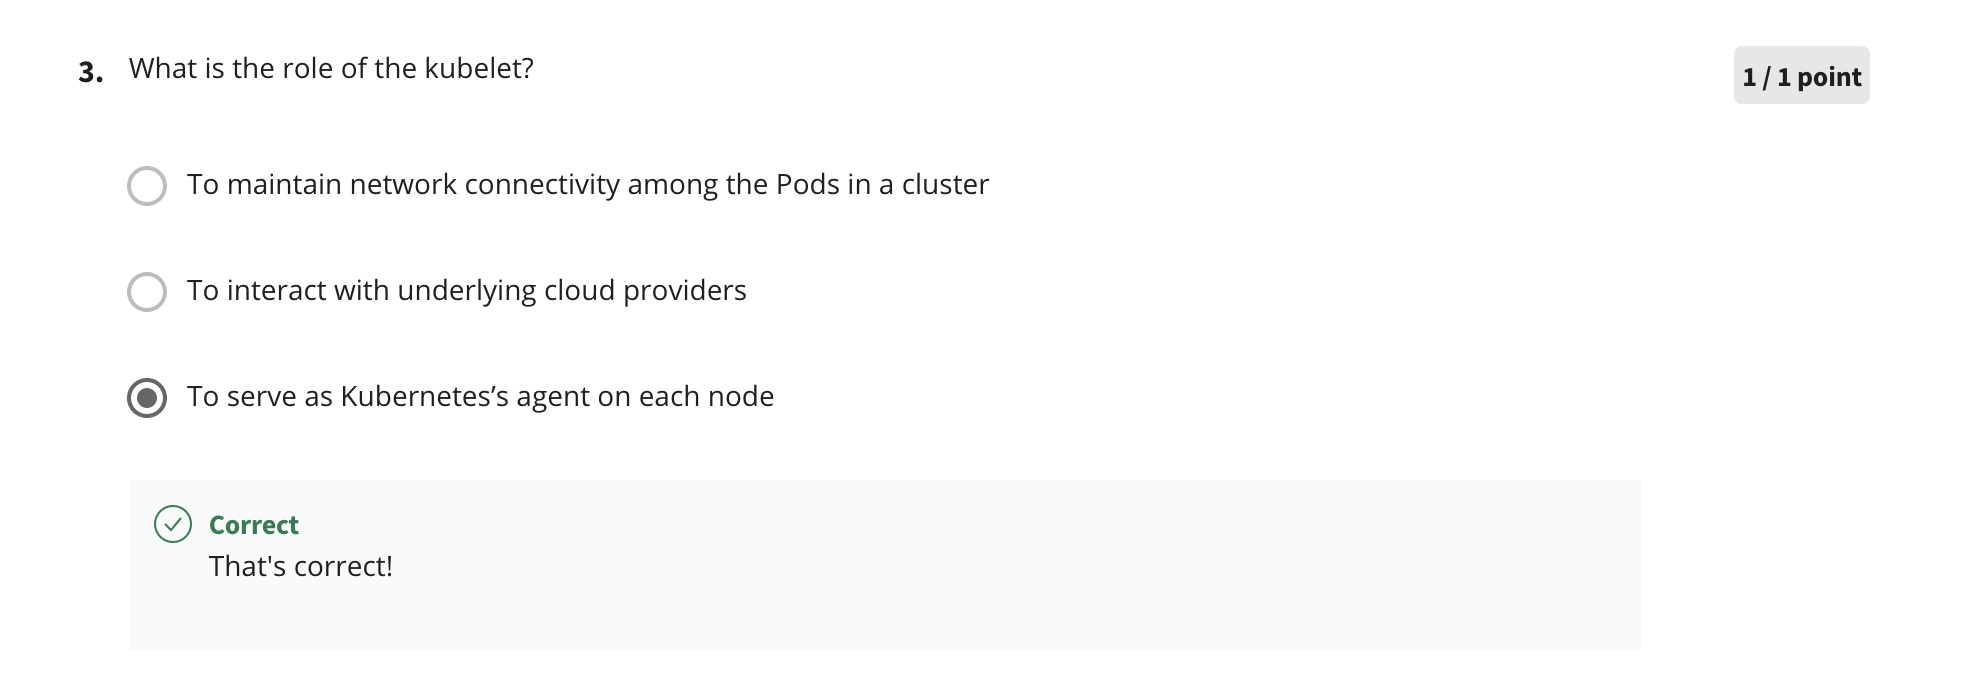 3. What is the role of the kubelet?
1 / 1 point
To maintain network connectivity among the Pods in a cluster
To interact with underlying cloud providers
To serve as Kubernetes’s agent on each node
Correct
That's correct!